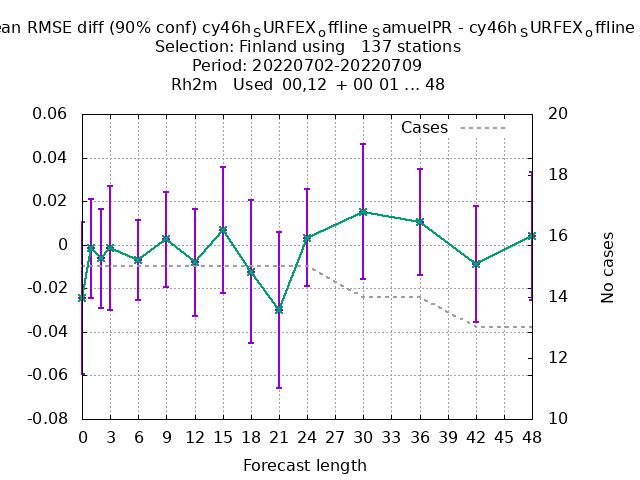 ean RMSE diff (90% conf) cy46h_SURFEX_offline_SamuelPR - cy46h_SURFEX_offline
Selection: Finland using 137 stations
Period: 20220702-20220709
Rh2m Used 00,12 + 00 01 ... 48
Cases
0.06
0.04
0.02
0
-0.02
-0.04
-0.06
-0.08
20
18
16
14
12
10
No cases
0 3 6 9 12 15 18 21 24 27 30 33 36 39 42 45 48
Forecast length